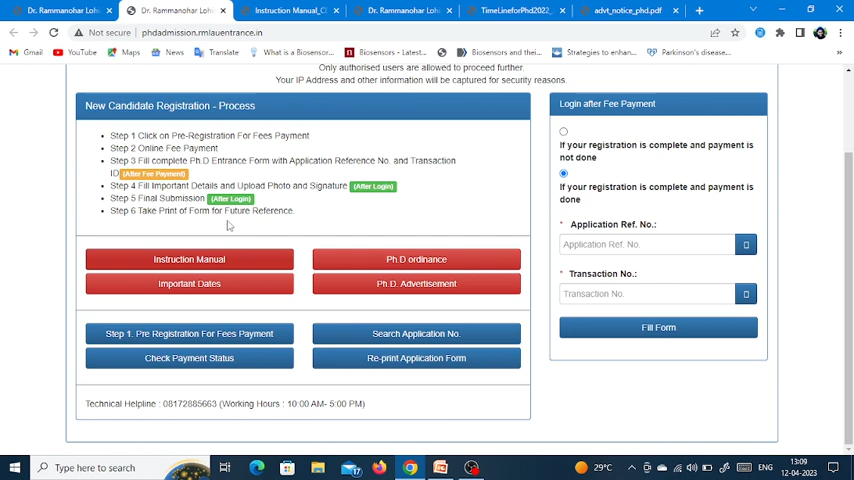 Dr. Rammanohar Loh
Dr. Rammanohar Loh
Instruction Manual_C
Dr. Rammanohar Loh
TimeLineforPhd2022_
advt_notice_phd.pdf
Not secure | phdadmission.rmlauentrance.in
Gmail
YouTube
Maps
News
Translate
What is a Biosensor...
Biosensors - Latest...
Biosensors and thei...
Strategies to enhan...
Parkinson's disease...
Only authorised users are allowed to proceed further.
Your IP Address and other information will be captured for security reasons.
New Candidate Registration - Process
Step 1 Click on Pre-Registration For Fees Payment
Step 2 Online Fee Payment
Step 3 Fill complete Ph.D Entrance Form with Application Reference No. and Transaction
ID (After Fee Payment)
Step 4 Fill Important Details and Upload Photo and Signature (After Login)
Step 5 Final Submission (After Login)
Step 6 Take Print of Form for Future Reference.
Instruction Manual
Ph.D ordinance
Important Dates
Ph.D. Advertisement
Step 1. Pre Registration For Fees Payment
Search Application No.
Check Payment Status
Re-print Application Form
Technical Helpline : 08172885663 (Working Hours : 10:00 AM- 5:00 PM)
Login after Fee Payment
If your registration is complete and payment is
not done
If your registration is complete and payment is
done
* Application Ref. No.:
Application Ref. No.
* Transaction No.:
Transaction No.
Fill Form
Type here to search
17
29°C
ENG
13:09
12-04-2023